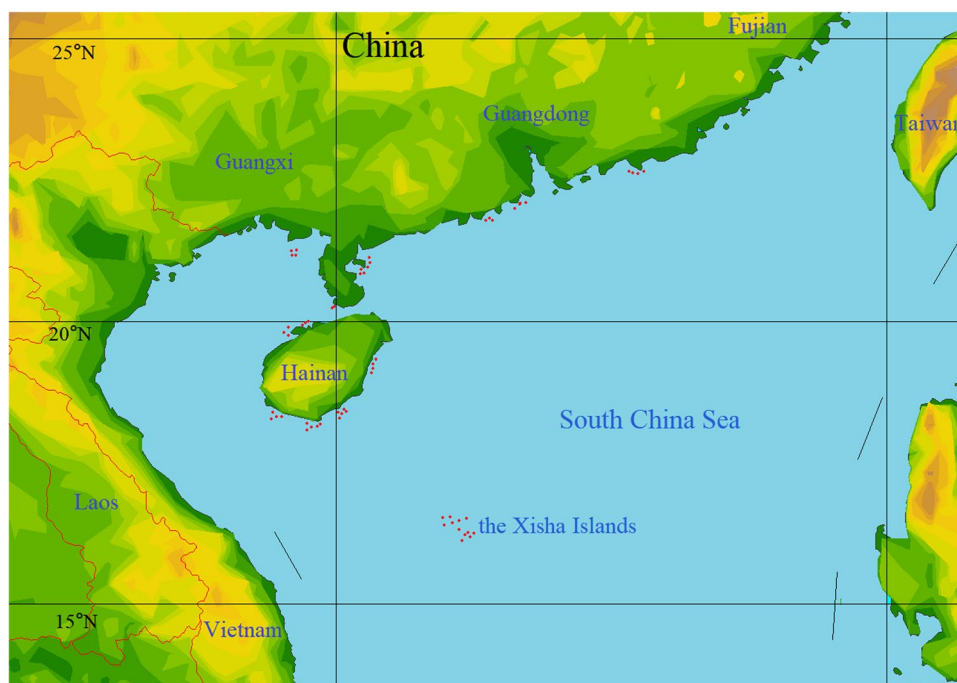 Fujian
25°N
China
Guangdong
Taiwan
Guangxi
20°N
Hainan
South China Sea
Laos
the Xisha Islands
15°N
Vietnam